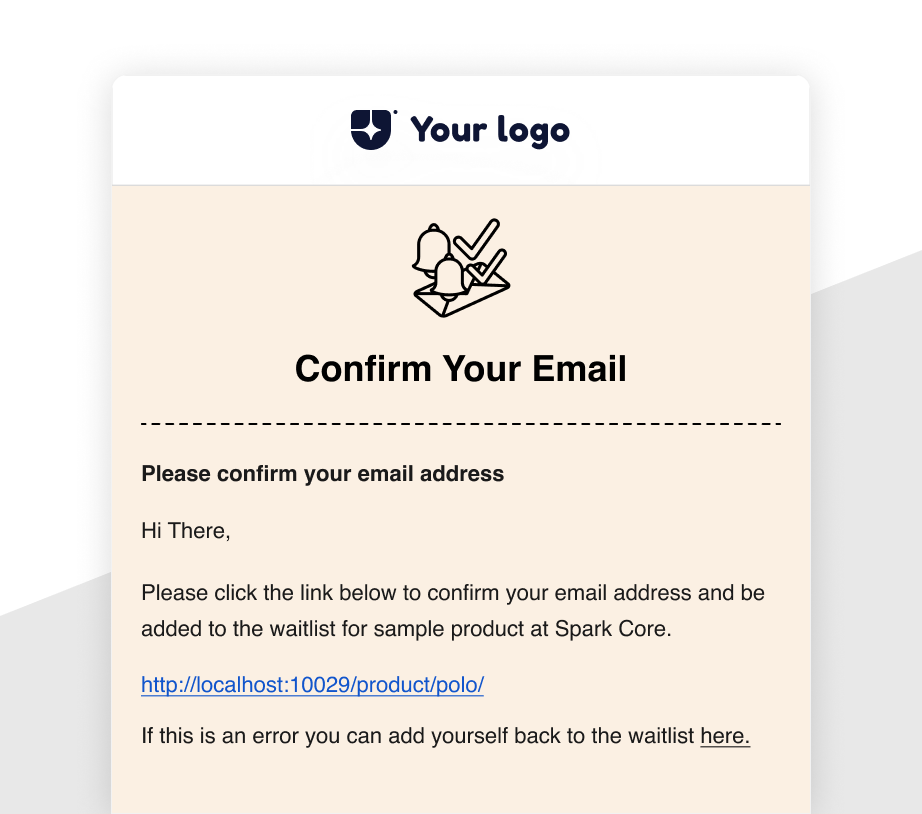 Your logo
Confirm Your Email
Please confirm your email address
Hi There,
Please click the link below to confirm your email address and be
added to the waitlist for sample product at Spark Core.
http://localhost:10029/product/polo/
If this is an error you can add yourself back to the waitlist here.